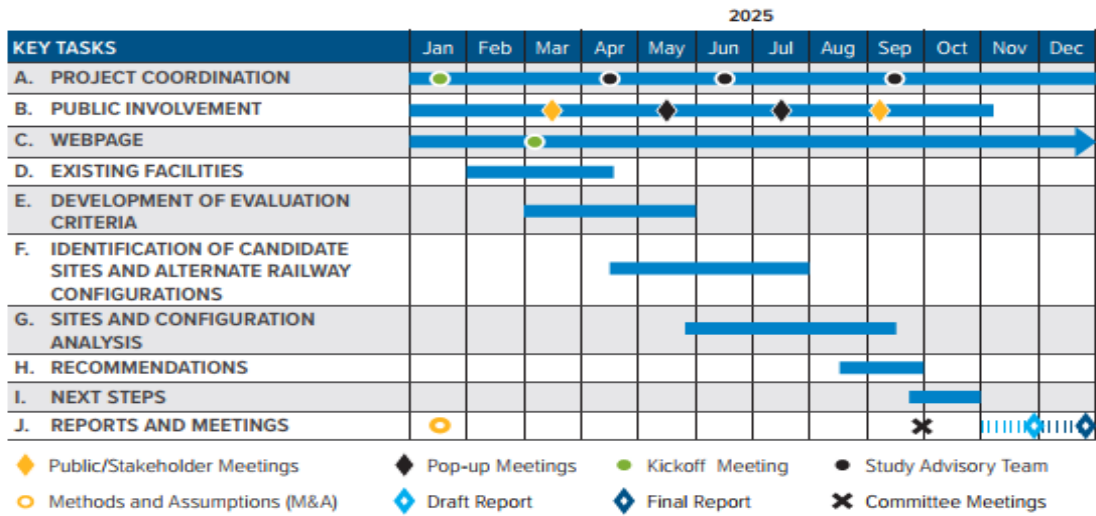 2025
KEY TASKS Jan Feb Mar Apr May Jun Jul Aug Sep Oct Nov Dec
A. PROJECT COORDINATION
B. PUBLIC INVOLVEMENT
C. WEBPAGE
D. EXISTING FACILITIES
E. DEVELOPMENT OF EVALUATION
CRITERIA
F. IDENTIFICATION OF CANDIDATE
SITES AND ALTERNATE RAILWAY
CONFIGURATIONS
G. SITES AND CONFIGURATION
ANALYSIS
H. RECOMMENDATIONS
I. NEXT STEPS
J. REPORTS AND MEETINGS
Public/Stakeholder Meetings Pop-up Meetings Kickoff Meeting Study Advisory Team
Methods and Assumptions (M&A) Draft Report Final Report Committee Meetings